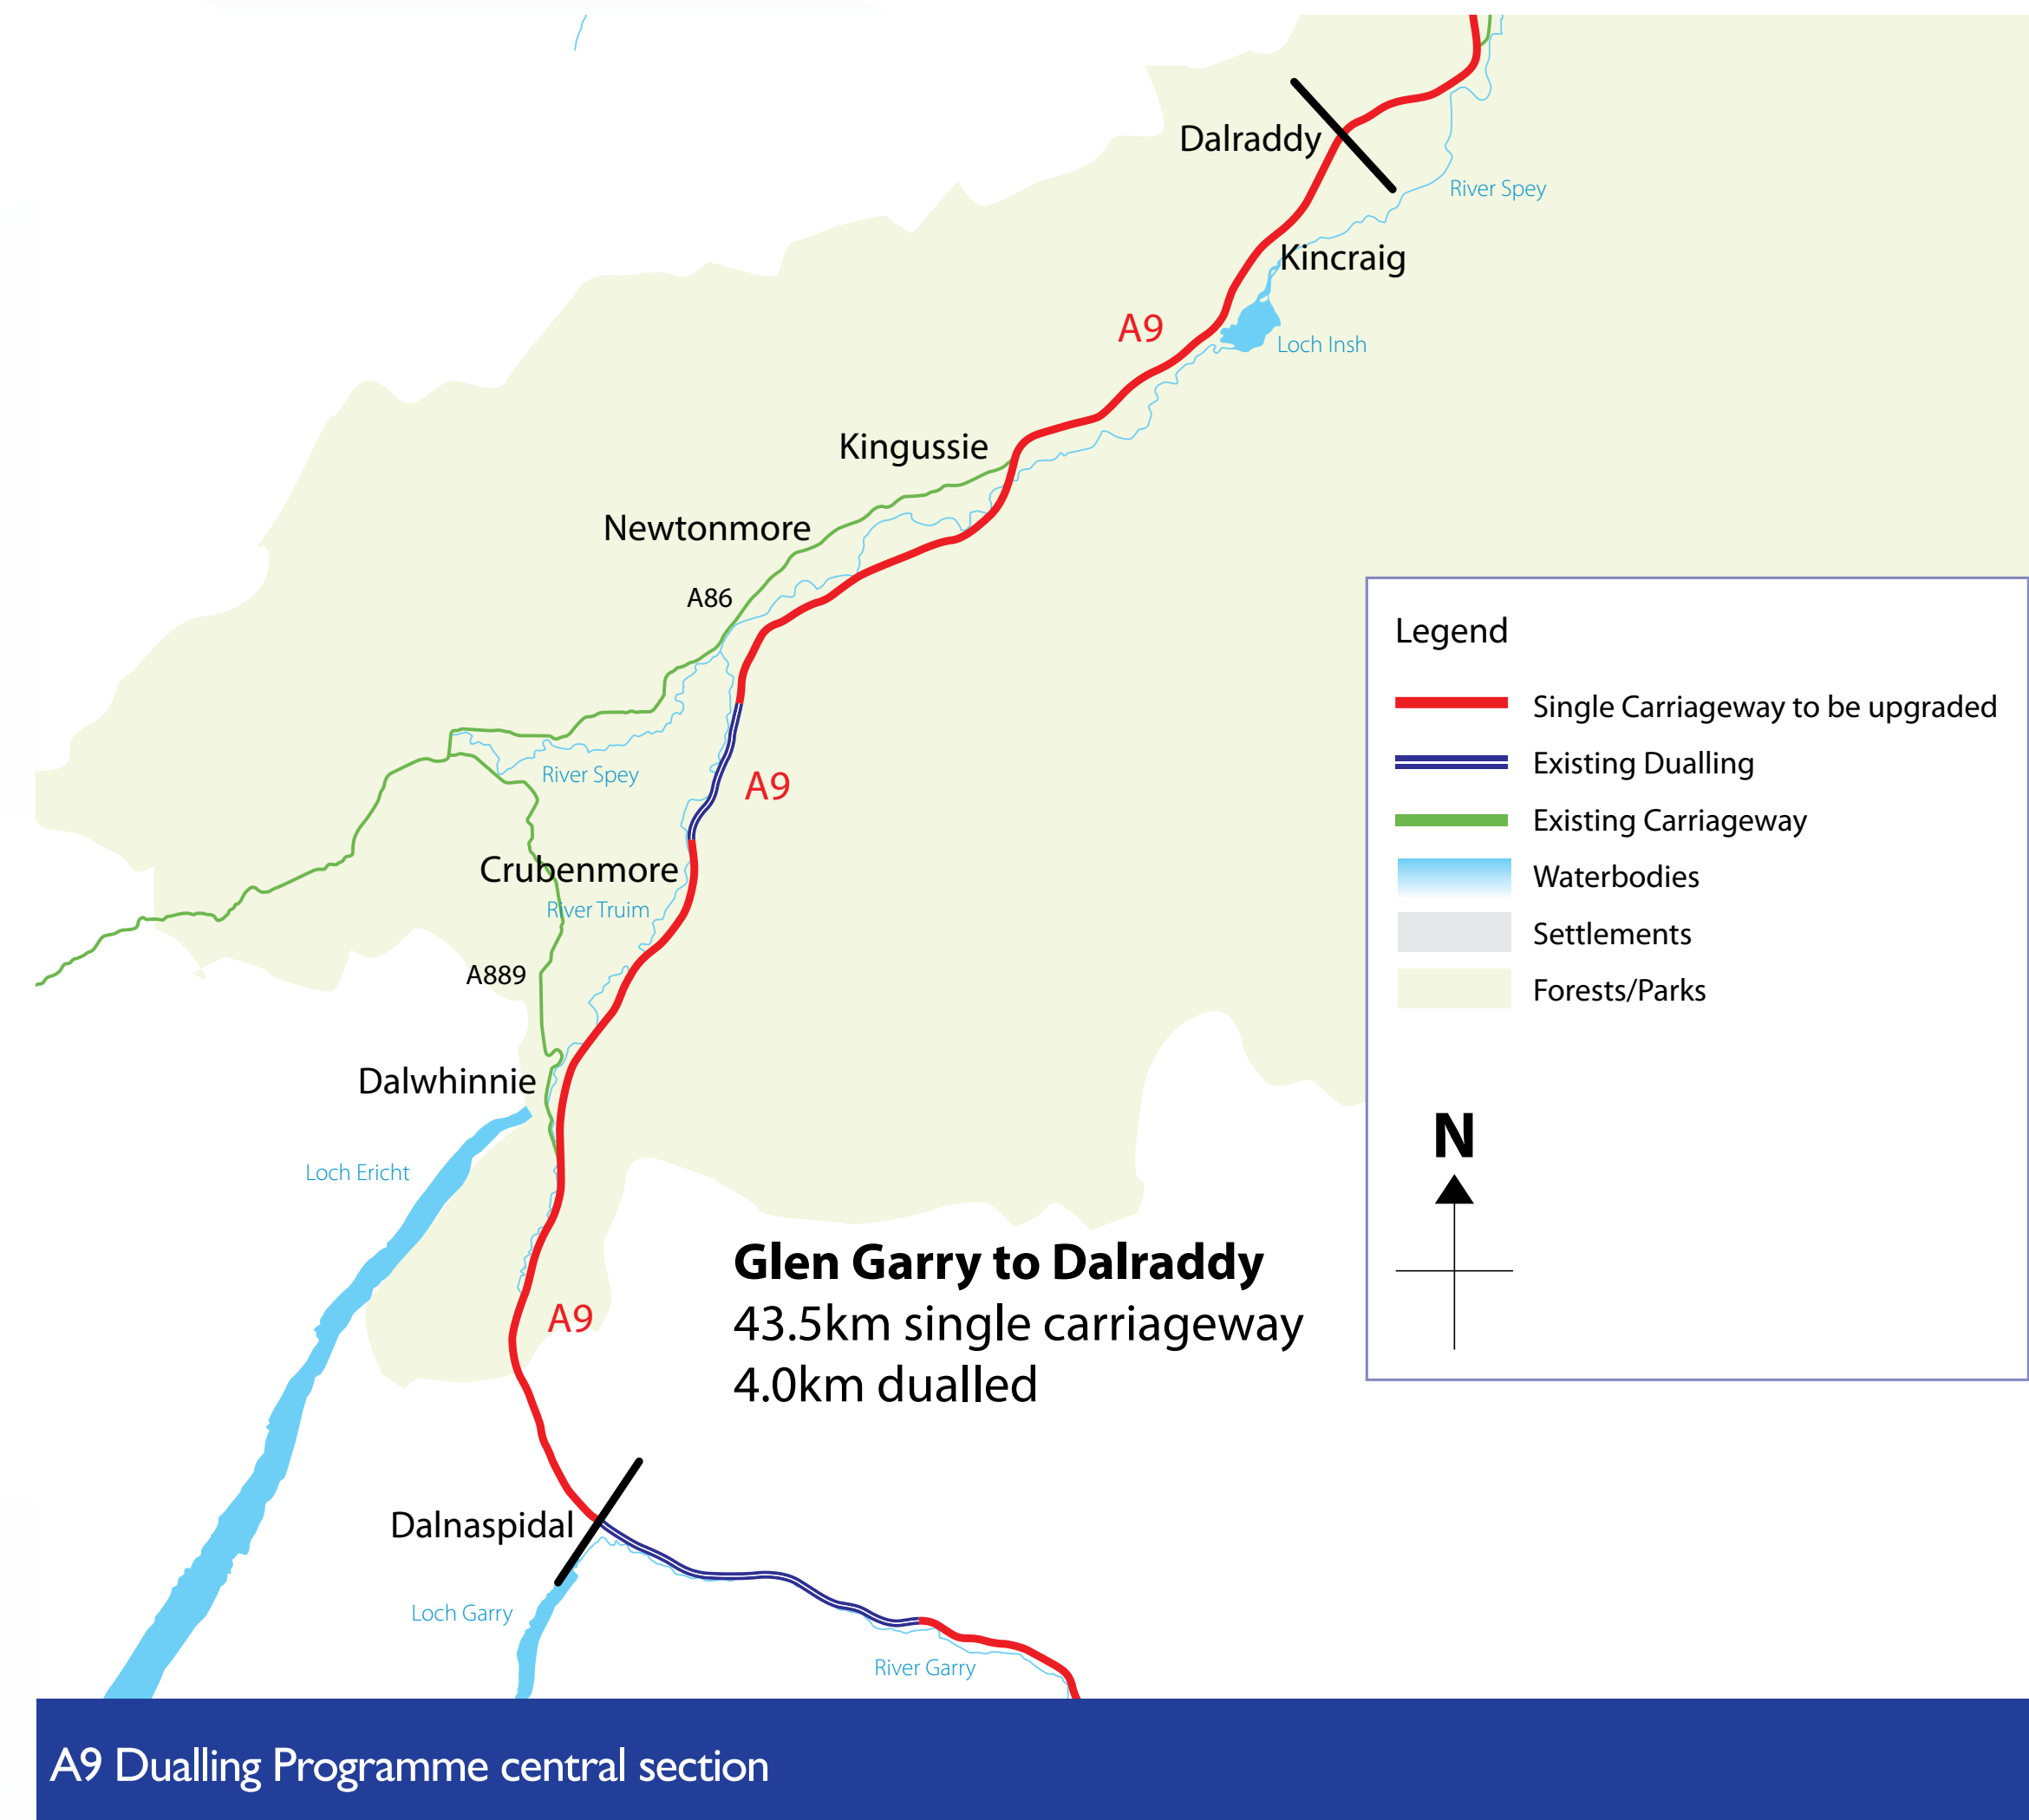 Dalraddy
River Spey
Kincraig
A9
Loch Insh
Kingussie
Newtonmore
A86
River Spey
A9
Crubenmore
River Truim
A889
Dalwhinnie
Loch Ericht
A9
Glen Garry to Dalraddy
43.5km single carriageway
4.0km dualled
Dalnaspidal
Loch Garry
River Garry
Legend
Single Carriageway to be upgraded
Existing Dualling
Existing Carriageway
Waterbodies
Settlements
Forests/Parks
N
A9 Dualling Programme central section